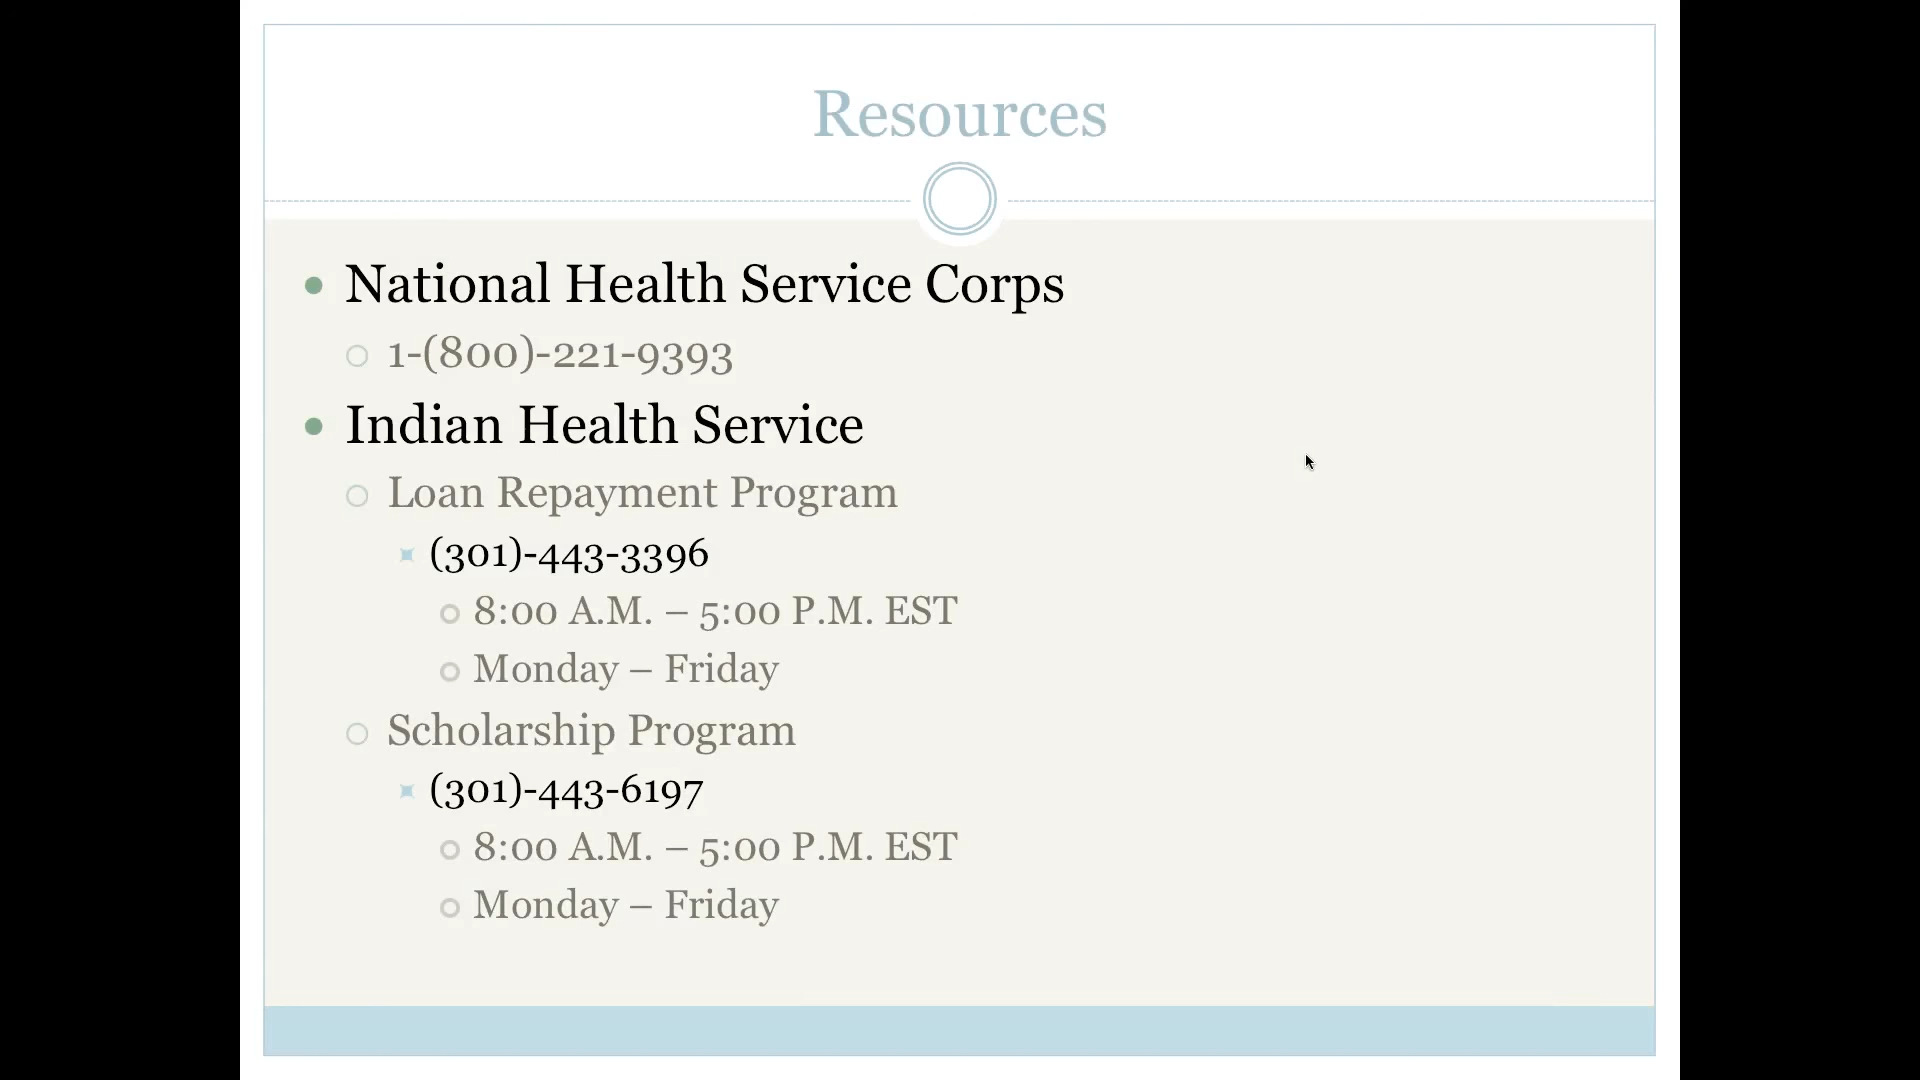 Resources
National Health Service Corps
1-(800)-221-9393
Indian Health Service
Loan Repayment Program
(301)-443-3396
8:00 A.M. – 5:00 P.M. EST
Monday – Friday
Scholarship Program
(301)-443-6197
8:00 A.M. – 5:00 P.M. EST
Monday – Friday